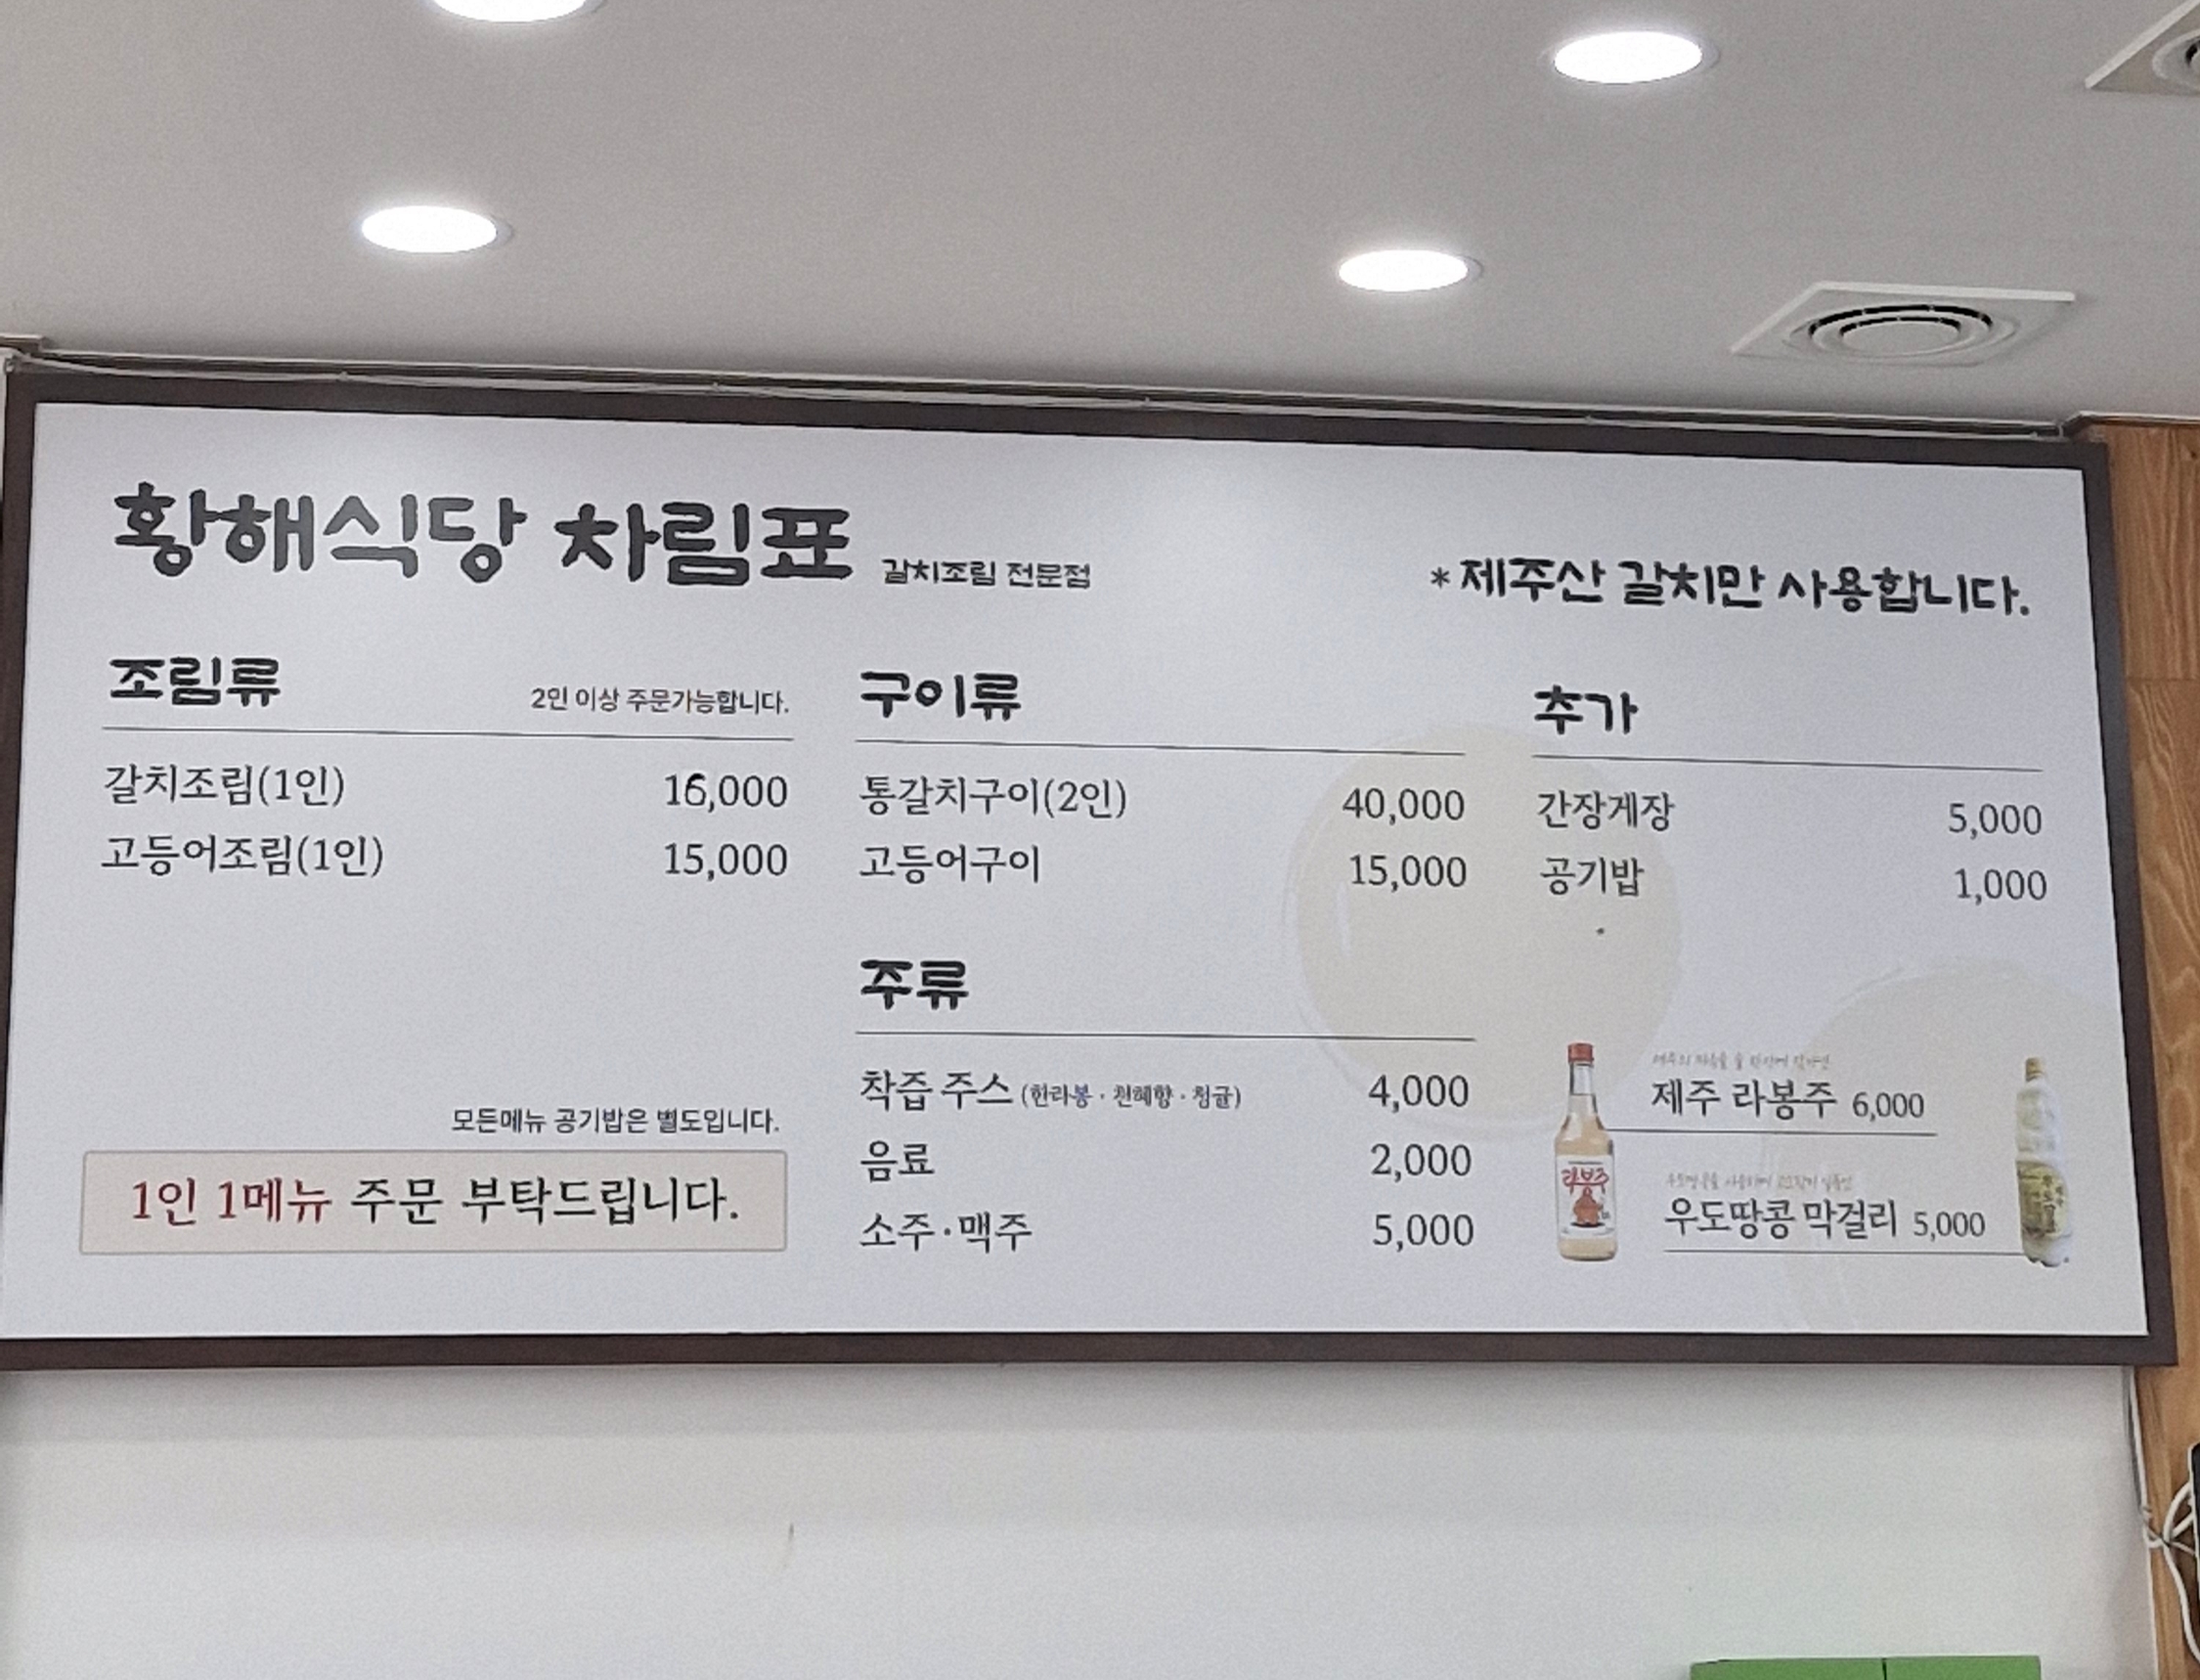 황해식당 차림표 갈치조림 전문점
*제주산 갈치만 사용합니다.
조림류 2인 이상 주문가능합니다.
갈치조림(1인) 16,000
고등어조림(1인) 15,000
모든메뉴 공기밥은 별도입니다.
1인 1메뉴 주문 부탁드립니다.
구이류
통갈치구이(2인) 40,000
고등어구이 15,000
주류
착즙 주스 (한라봉 · 천혜향 · 청귤) 4,000
음료 2,000
소주·맥주 5,000
추가
간장게장 5,000
공기밥 1,000
제주 라봉주 6,000
우도땅콩 막걸리 5,000